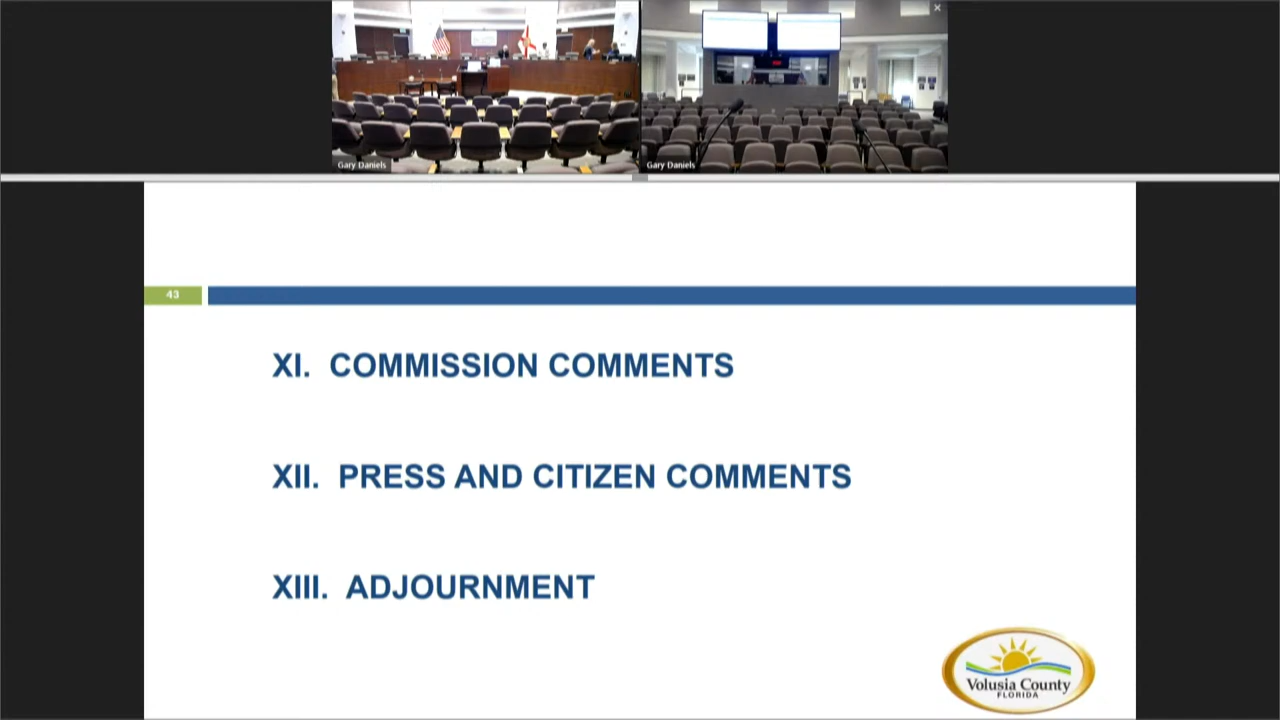 Gary Daniels
Gary Daniels
43
XI. COMMISSION COMMENTS
XII. PRESS AND CITIZEN COMMENTS
XIII. ADJOURNMENT
Volusia County
FLORIDA